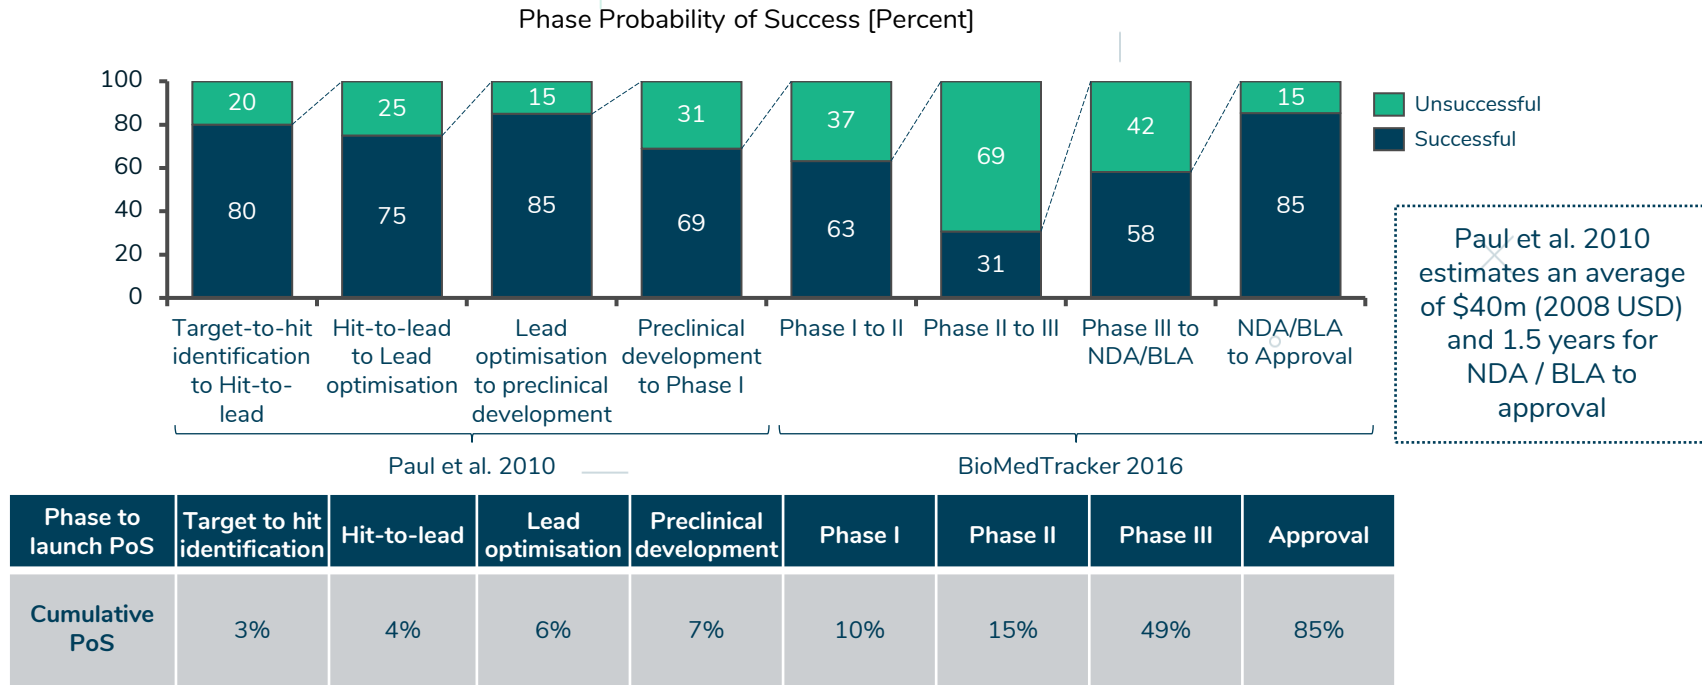 Phase Probability of Success [Percent]
100
80
60
40
20
0
20
25
15
31
37
69
42
15
80
75
85
69
63
31
58
85
Unsuccessful
Successful
Target-to-hit
identification
to Hit-to-
lead
Hit-to-lead
to Lead
optimisation
Lead
optimisation
to preclinical
development
Preclinical
development
to Phase I
Phase I to II
Phase II to III
Phase III to
NDA/BLA
NDA/BLA
to Approval
Paul et al. 2010
BioMedTracker 2016
Paul et al. 2010
estimates an average
of $40m (2008 USD)
and 1.5 years for
NDA / BLA to
approval
Phase to
launch PoS
Target to hit
identification
Hit-to-lead
Lead
optimisation
Preclinical
development
Phase I
Phase II
Phase III
Approval
Cumulative
PoS
3%
4%
6%
7%
10%
15%
49%
85%